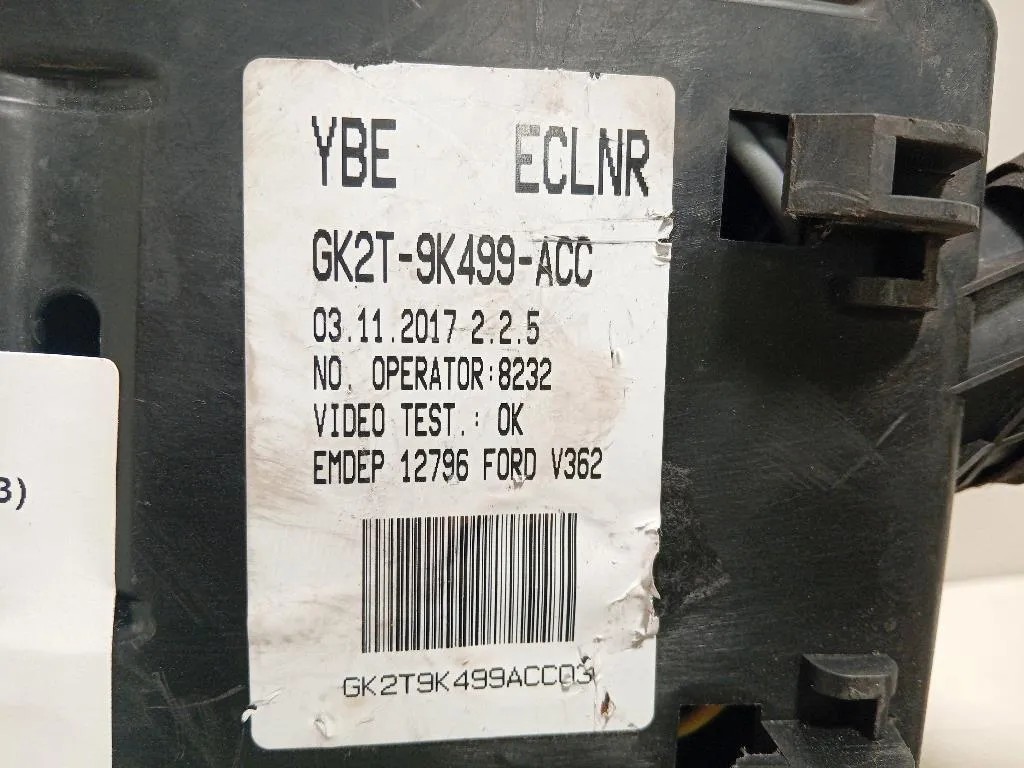 YBE ECLNR
GK2T-9K499-ACC
03.11.2017 2.2.5
NO. OPERATOR:8232
VIDEO TEST.: OK
EMDEP 12796 FORD V362
GK2T9K499ACC03
3)